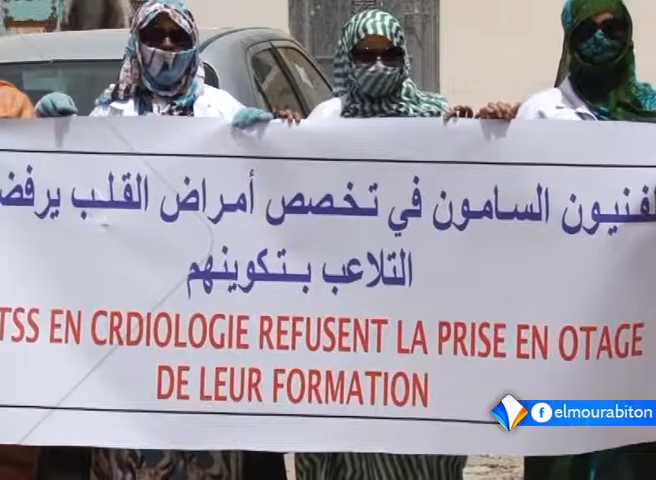 لفنيون السامون في تخصص أمراض القلب يرفض
التلاعب بتكوينهم
TSS EN CRDIOLOGIE REFUSENT LA PRISE EN OTAGE
DE LEUR FORMATION
elmourabiton